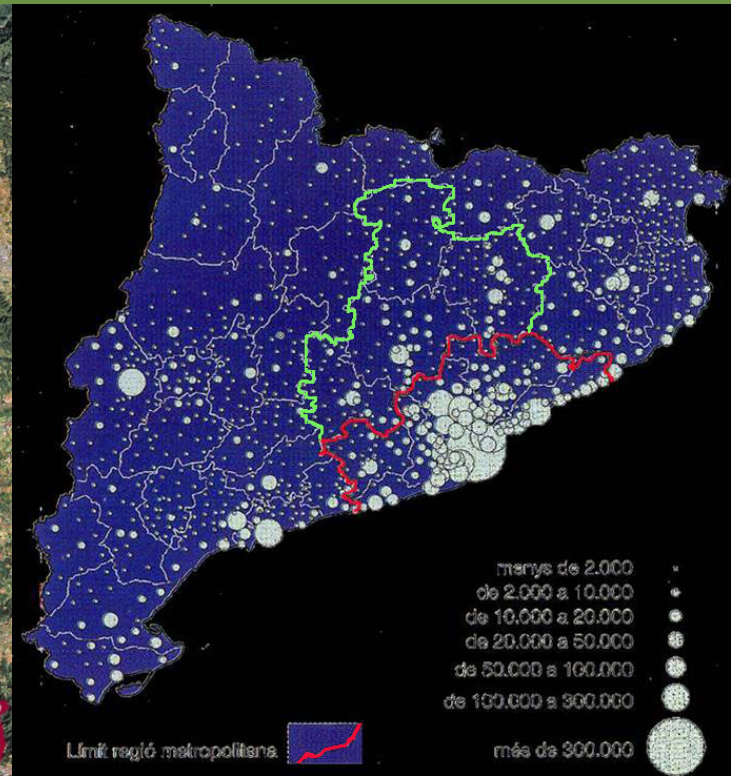 menys de 2.000
de 2.000 a 10.000
de 10.000 a 20.000
de 20.000 a 50.000
de 50.000 a 100.000
de 100.000 a 300.000
més de 300.000
Límit regió metropolitana